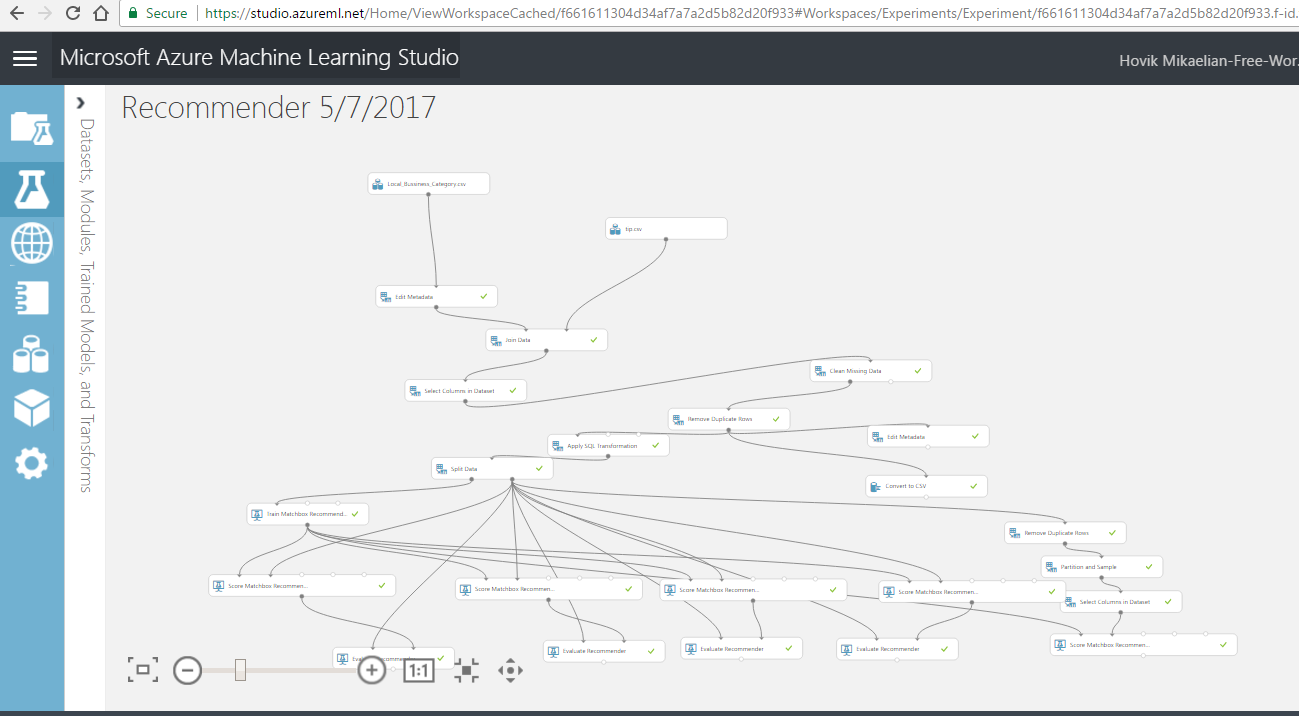 Secure
https://studio.azureml.net/Home/ViewWorkspaceCached/f661611304d34af7a7a2d5b82d20f933#Workspaces/Experiments/Experiment/f661611304d34af7a7a2d5b82d20f933.f-id.
Microsoft Azure Machine Learning Studio
Hovik Mikaelian-Free-Wor.
Datasets, Modules, Trained Models, and Transforms
Recommender 5/7/2017
Local_Bussiness_Category.csv
tip.csv
Edit Metadata
Join Data
Clean Missing Data
Select Columns in Dataset
Remove Duplicate Rows
Edit Metadata
Apply SQL Transformation
Split Data
Convert to CSV
Train Matchbox Recommend...
Remove Duplicate Rows
Partition and Sample
Score Matchbox Recommen...
Score Matchbox Recommen...
Score Matchbox Recommen...
Score Matchbox Recommen...
Select Columns in Dataset
Score Matchbox Recommen...
Evaluate Recommender
Evaluate Recommender
Evaluate Recommender
1:1